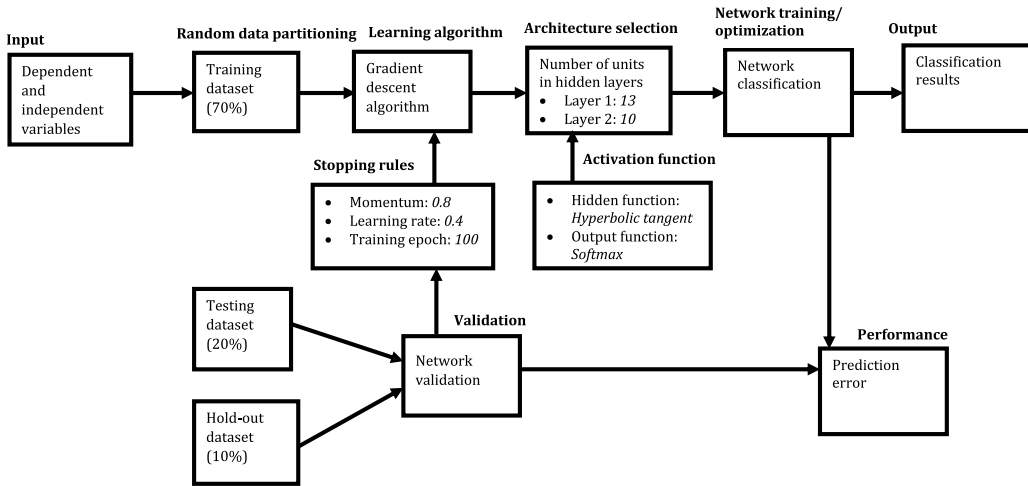 Input
Dependent
and
independent
variables
Random data partitioning
Training
dataset
(70%)
Learning algorithm
Gradient
descent
algorithm
Architecture selection
Number of units
in hidden layers
• Layer 1: 13
• Layer 2: 10
Network training/
optimization
Network
classification
Output
Classification
results
Stopping rules
• Momentum: 0.8
• Learning rate: 0.4
• Training epoch: 100
Activation function
• Hidden function:
Hyperbolic tangent
• Output function:
Softmax
Testing
dataset
(20%)
Hold-out
dataset
(10%)
Validation
Network
validation
Performance
Prediction
error